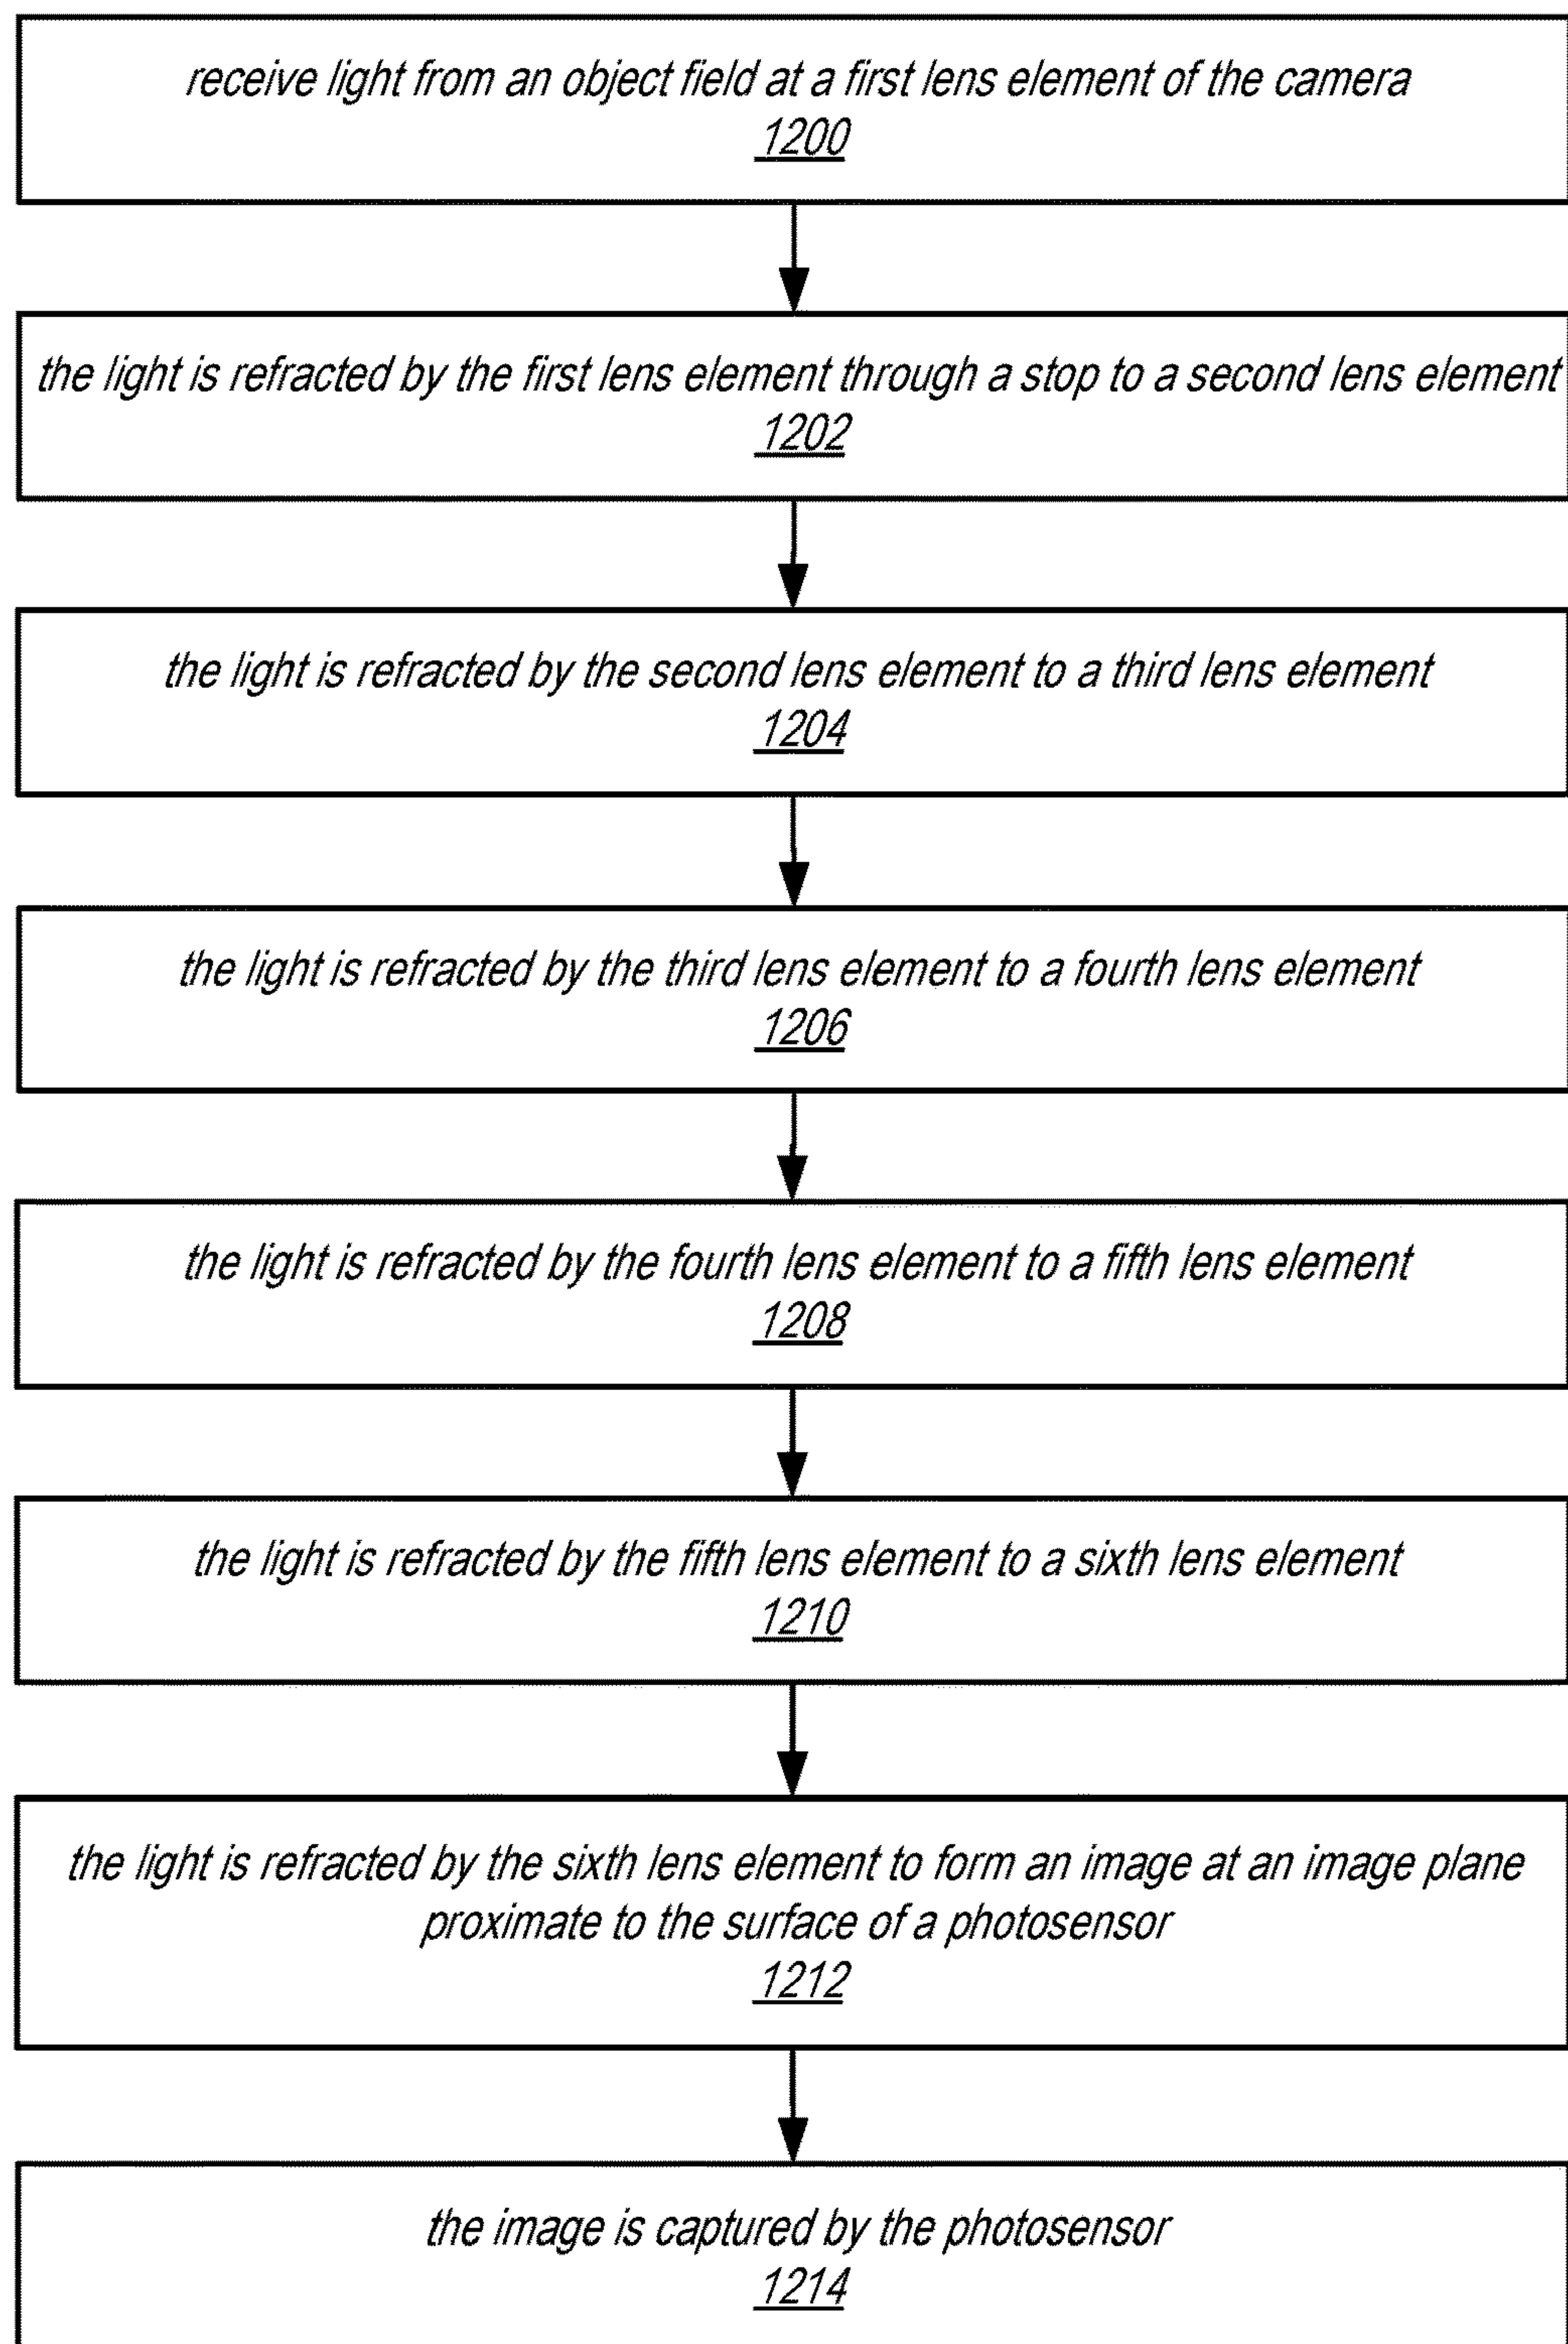 receive light from an object field at a first lens element of the camera
1200
the light is refracted by the first lens element through a stop to a second lens element
1202
the light is refracted by the second lens element to a third lens element
1204
the light is refracted by the third lens element to a fourth lens element
1206
the light is refracted by the fourth lens element to a fifth lens element
1208
the light is refracted by the fifth lens element to a sixth lens element
1210
the light is refracted by the sixth lens element to form an image at an image plane
proximate to the surface of a photosensor
1212
the image is captured by the photosensor
1214